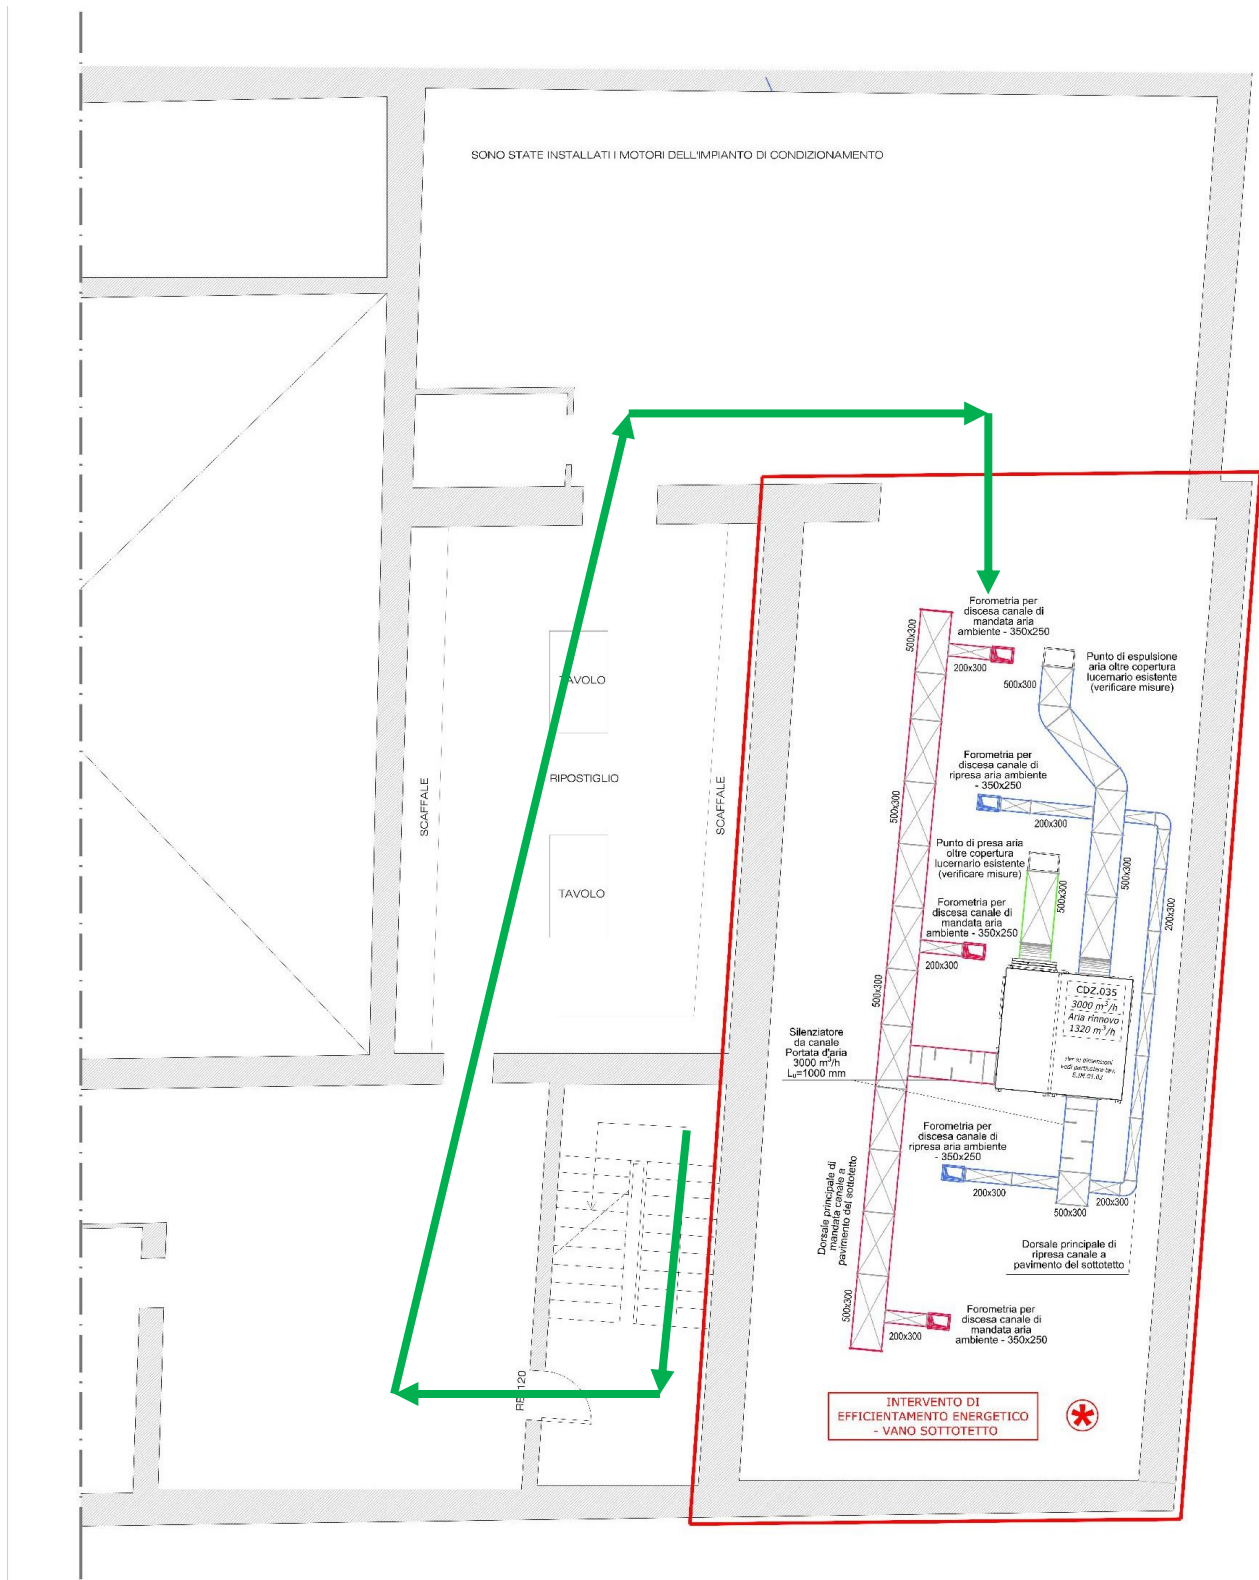 SONO STATE INSTALLATI I MOTORI DELL'IMPIANTO DI CONDIZIONAMENTO
Forometria per
discesa canale di
mandata aria
ambiente - 350x250
500x300
200x300
500x300
Punto di espulsione
aria oltre copertura
lucernario esistente
(verificare misure)
TAVOLO
RIPOSTIGLIO
TAVOLO
SCAFFALE
SCAFFALE
Forometria per
discesa canale di
ripresa aria ambiente
- 350x250
200x300
500x300
Punto di presa aria
oltre copertura
lucernario esistente
(verificare misure)
500x300
500x300
200x300
Forometria per
discesa canale di
mandata aria
ambiente - 350x250
200x300
500x300
CDZ.035
3000 m³/h
Aria rinnovo
1320 m³/h
Silenziatore
da canale
Portata d'aria
3000 m³/h
=1000 mm
Forometria per
discesa canale di
ripresa aria ambiente
- 350x250
200x300
500x300
200x300
Dorsale principale di
mandata canale a
pavimento del sottotetto
Dorsale principale di
ripresa canale a
pavimento del sottotetto
500x300
200x300
Forometria per
discesa canale di
mandata aria
ambiente - 350x250
120
INTERVENTO DI
EFFICIENTAMENTO ENERGETICO
- VANO SOTTOTETTO
*